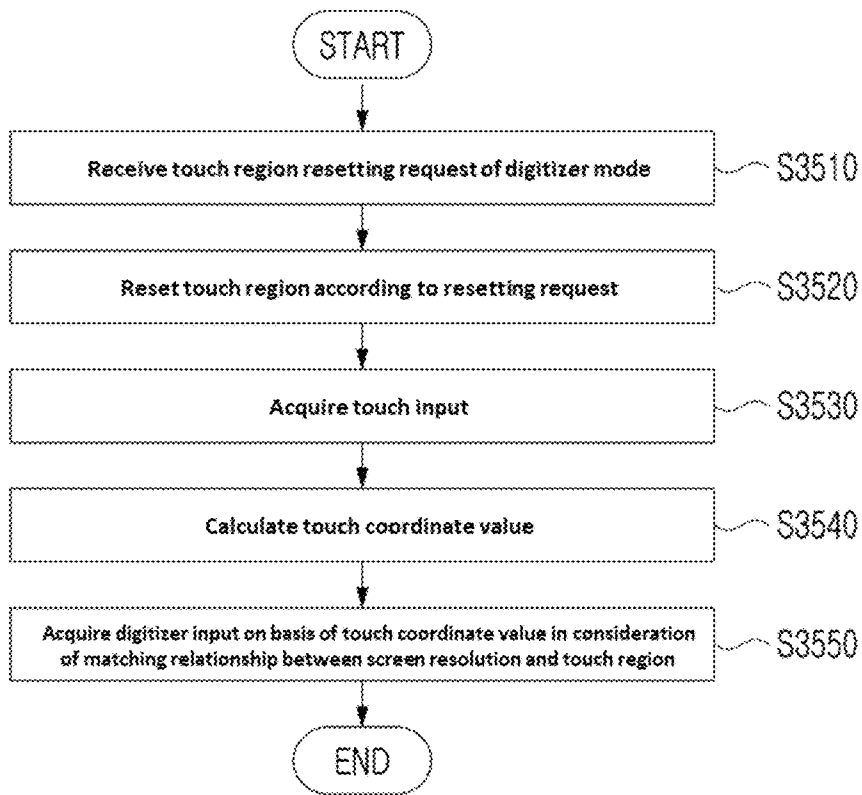 START
Receive touch region resetting request of digitizer mode
S3510
Reset touch region according to resetting request
S3520
Acquire touch input
S3530
Calculate touch coordinate value
S3540
Acquire digitizer input on basis of touch coordinate value in consideration
of matching relationship between screen resolution and touch region
S3550
END